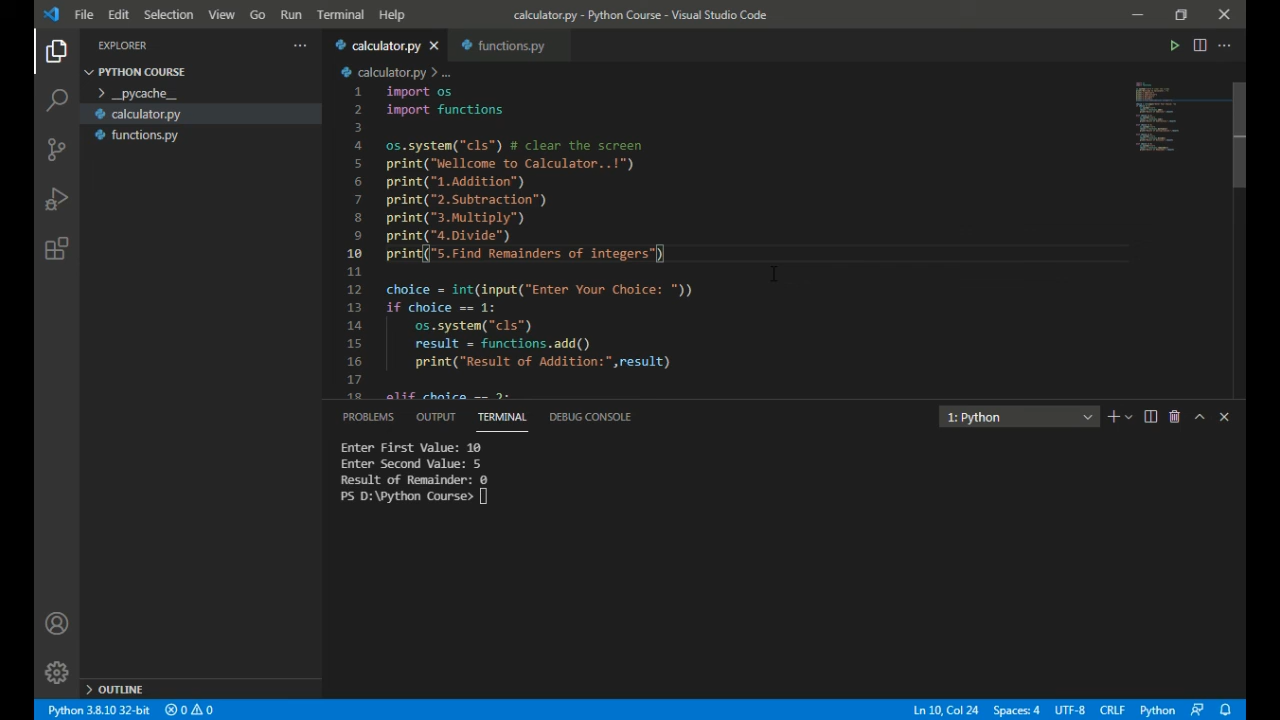 File Edit Selection View Go Run Terminal Help
calculator.py - Python Course - Visual Studio Code
EXPLORER
PYTHON COURSE
__pycache__
calculator.py
functions.py
OUTLINE
calculator.py
functions.py
calculator.py > ...
1 import os
2 import functions
3
4 os.system("cls") # clear the screen
5 print("Wellcome to Calculator..!")
6 print("1.Addition")
7 print("2.Subtraction")
8 print("3.Multiply")
9 print("4.Divide")
10 print("5.Find Remainders of integers")
11
12 choice = int(input("Enter Your Choice: "))
13 if choice == 1:
14 os.system("cls")
15 result = functions.add()
16 print("Result of Addition:",result)
17
18 elif choice == 2:
PROBLEMS OUTPUT TERMINAL DEBUG CONSOLE
1: Python
Enter First Value: 10
Enter Second Value: 5
Result of Remainder: 0
PS D:\Python Course>
Python 3.8.10 32-bit 0 0
Ln 10, Col 24 Spaces: 4 UTF-8 CRLF Python